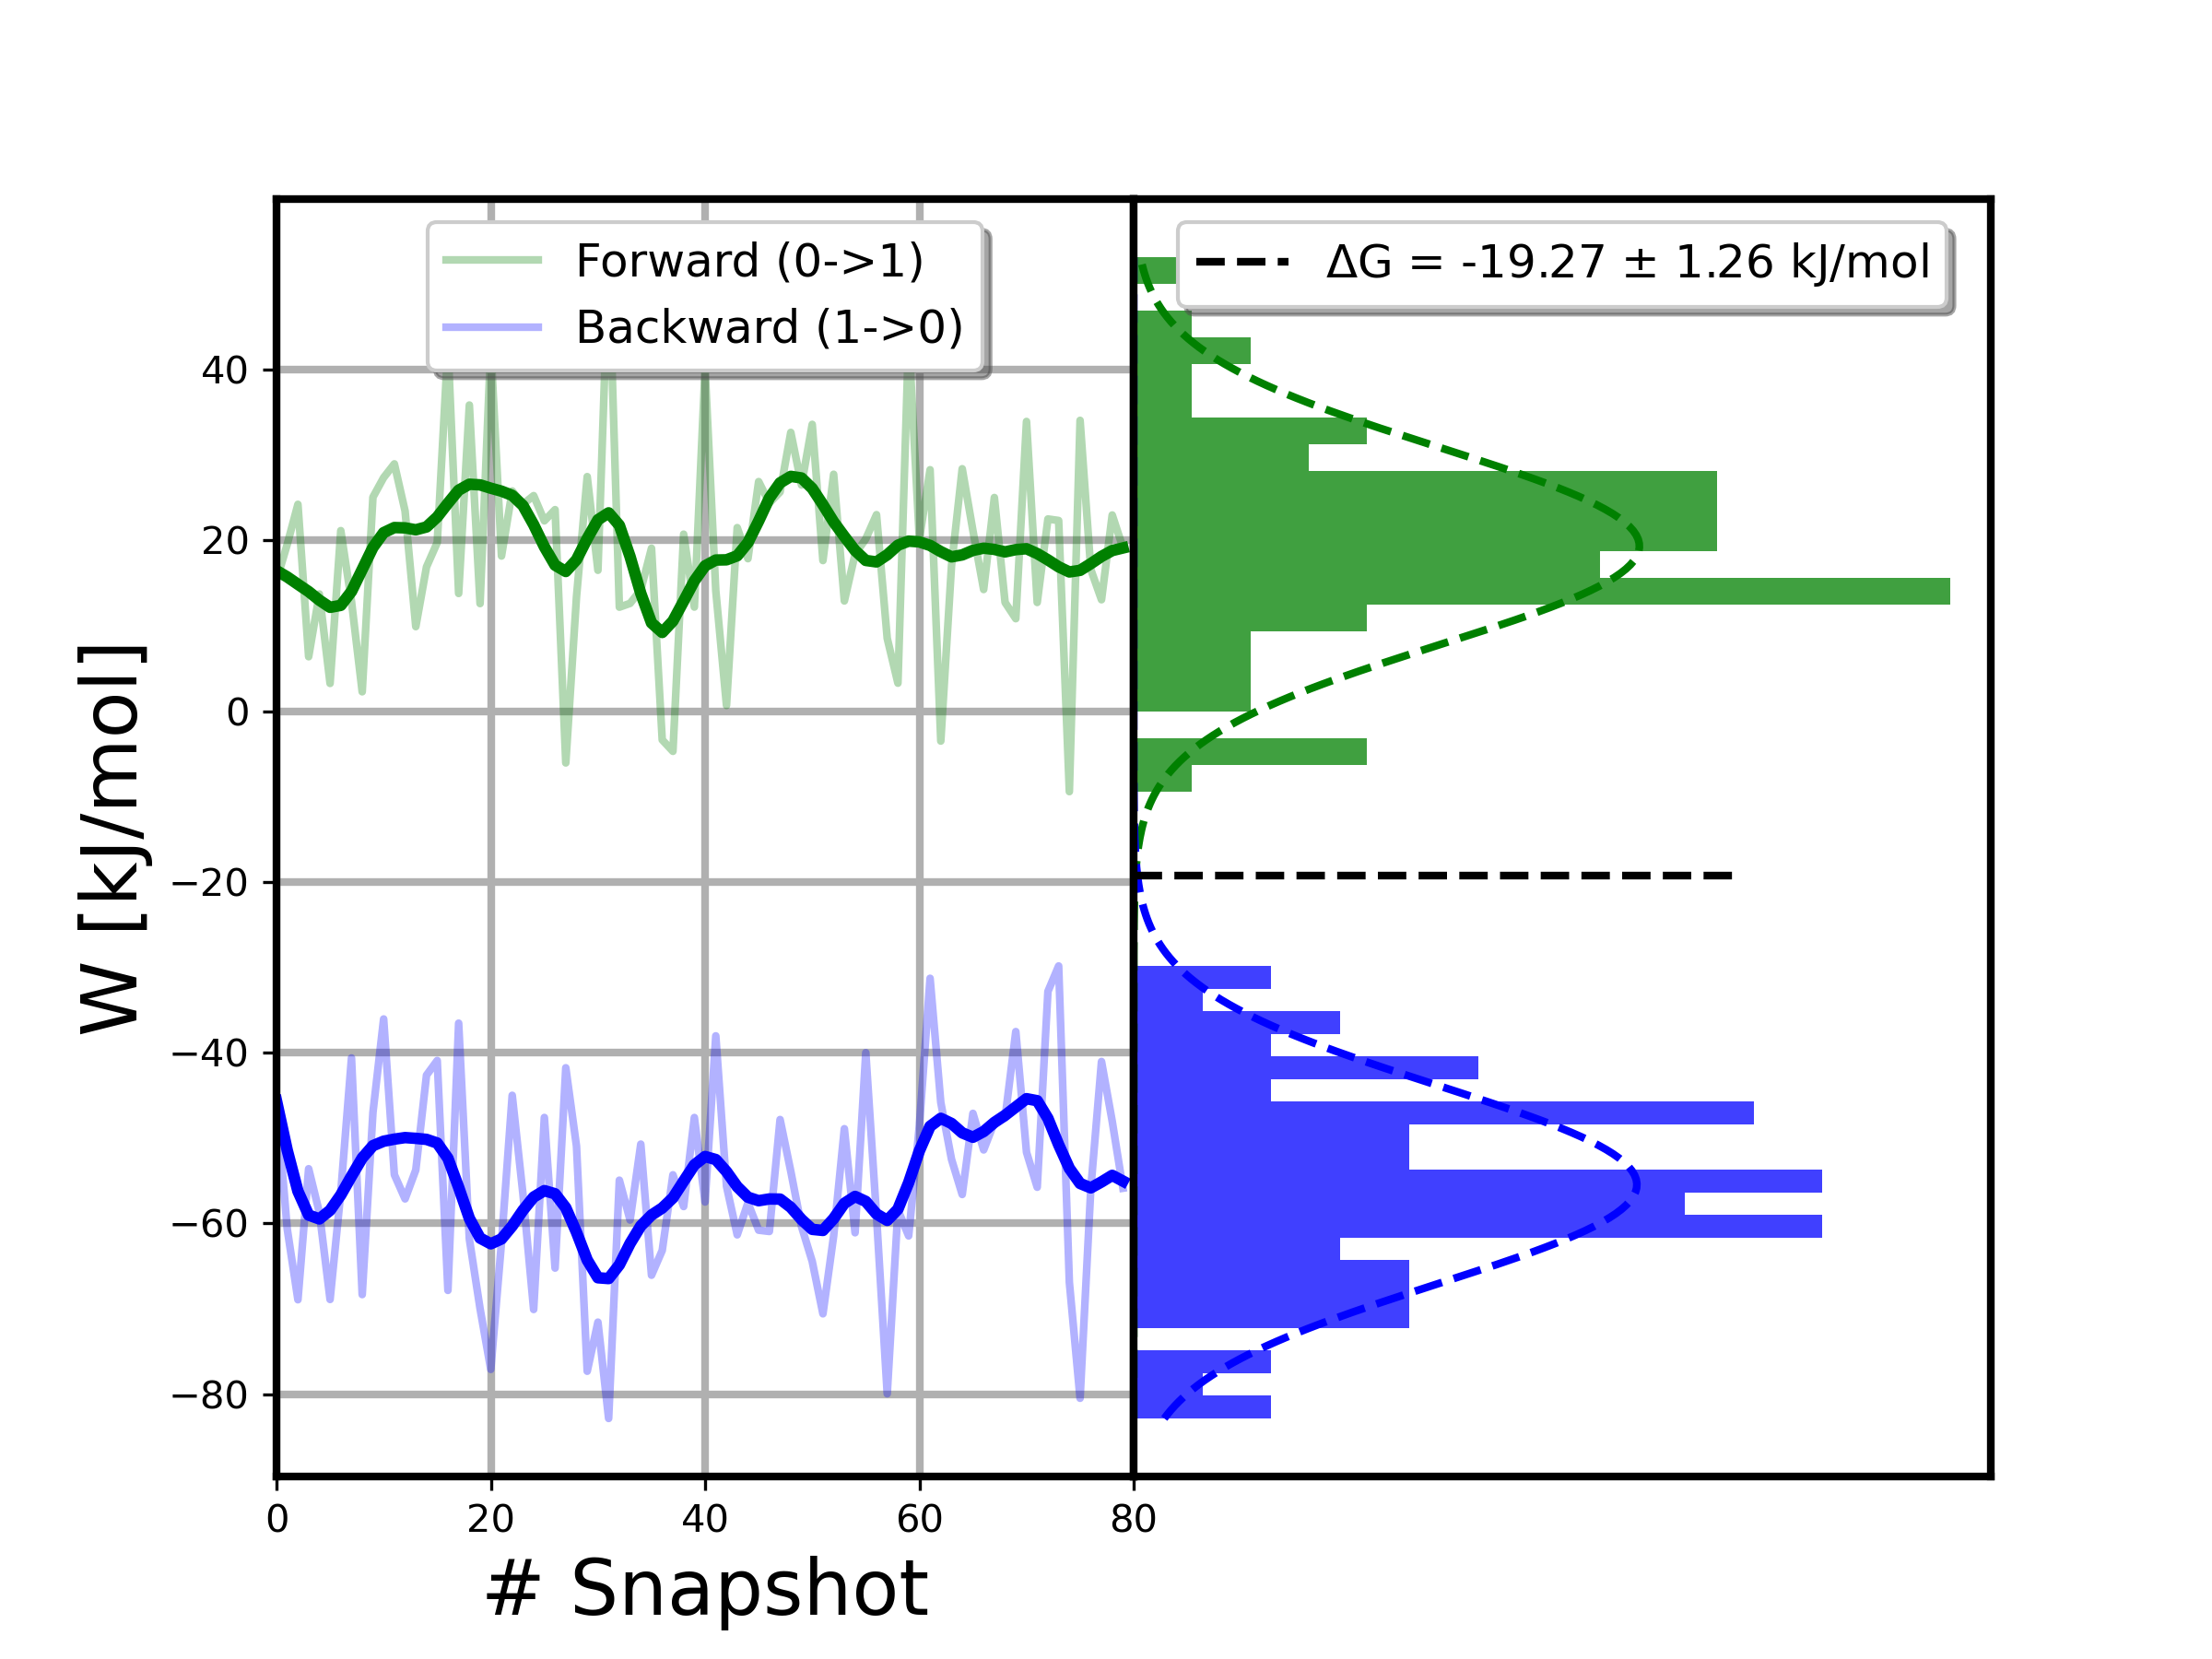 Forward (0->1)
Backward (1->0)
ΔG = -19.27 ± 1.26 kJ/mol
W [kJ/mol]
40
20
0
−20
−40
−60
−80
0 20 40 60 80
# Snapshot